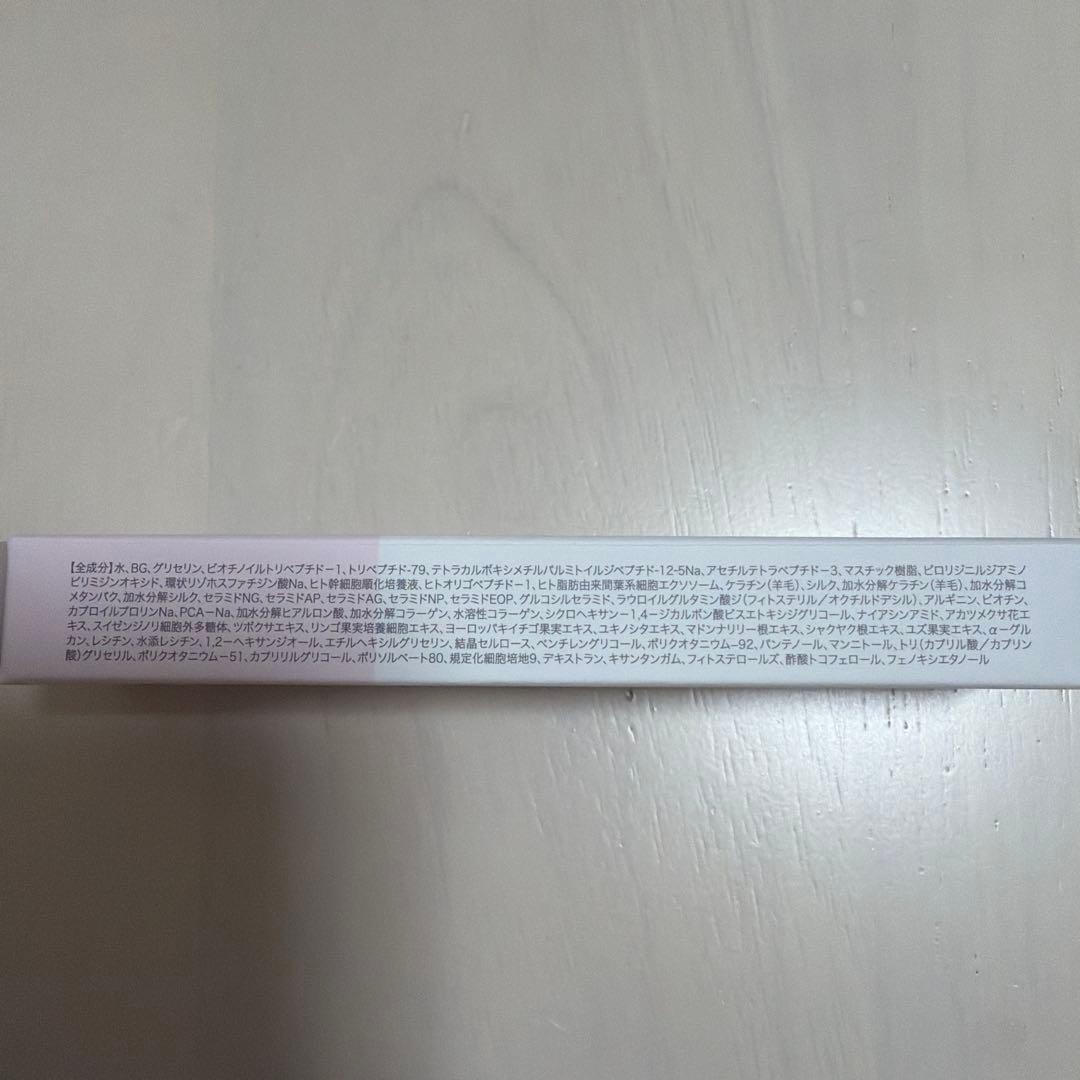 【全成分】水、BG、グリセリン、ビオチノイルトリペプチドー1、トリペプチド-79、テトラカルボキシメチルパルミトイルジペプチド-12-5Na、アセチルテトラペプチドー3、マスチック樹脂、ピロリジニルジアミノ
ピリミジンオキシド、環状リゾホスファチジン酸Na、ヒト幹細胞順化培養液、ヒトオリゴペプチドー1、ヒト脂肪由来間葉系細胞エクソソーム、ケラチン(羊毛)、シルク、加水分解ケラチン(羊毛)、加水分解コ
メタンパク、加水分解シルク、セラミドNG、セラミドAP、セラミドAG、セラミドNP、セラミドEOP、グルコシルセラミド、ラウロイルグルタミン酸ジ(フィトステリル/オクチルドデシル)、アルギニン、ビオチン、
カプロイルプロリンNa、PCAーNa、加水分解ヒアルロン酸、加水分解コラーゲン、水溶性コラーゲン、シクロヘキサンー1,4ージカルボン酸ビスエトキシジグリコール、ナイアシンアミド、アカツメクサ花エ
キス、スイゼンジノリ細胞外多糖体、ツボクサエキス、リンゴ果実培養細胞エキス、ヨーロッパキイチゴ果実エキス、ユキノシタエキス、マドンナリリー根エキス、シャクヤク根エキス、ユズ果実エキス、αーグル
カン、レシチン、水添レシチン、1,2ーヘキサンジオール、エチルヘキシルグリセリン、結晶セルロース、ペンチレングリコール、ポリクオタニウムー92、パンテノール、マンニトール、トリ(カプリル酸/カプリン
酸)グリセリル、ポリクオタニウムー51、カプリリルグリコール、ポリソルベート80、規定化細胞培地9、デキストラン、キサンタンガム、フィトステロールズ、酢酸トコフェロール、フェノキシエタノール